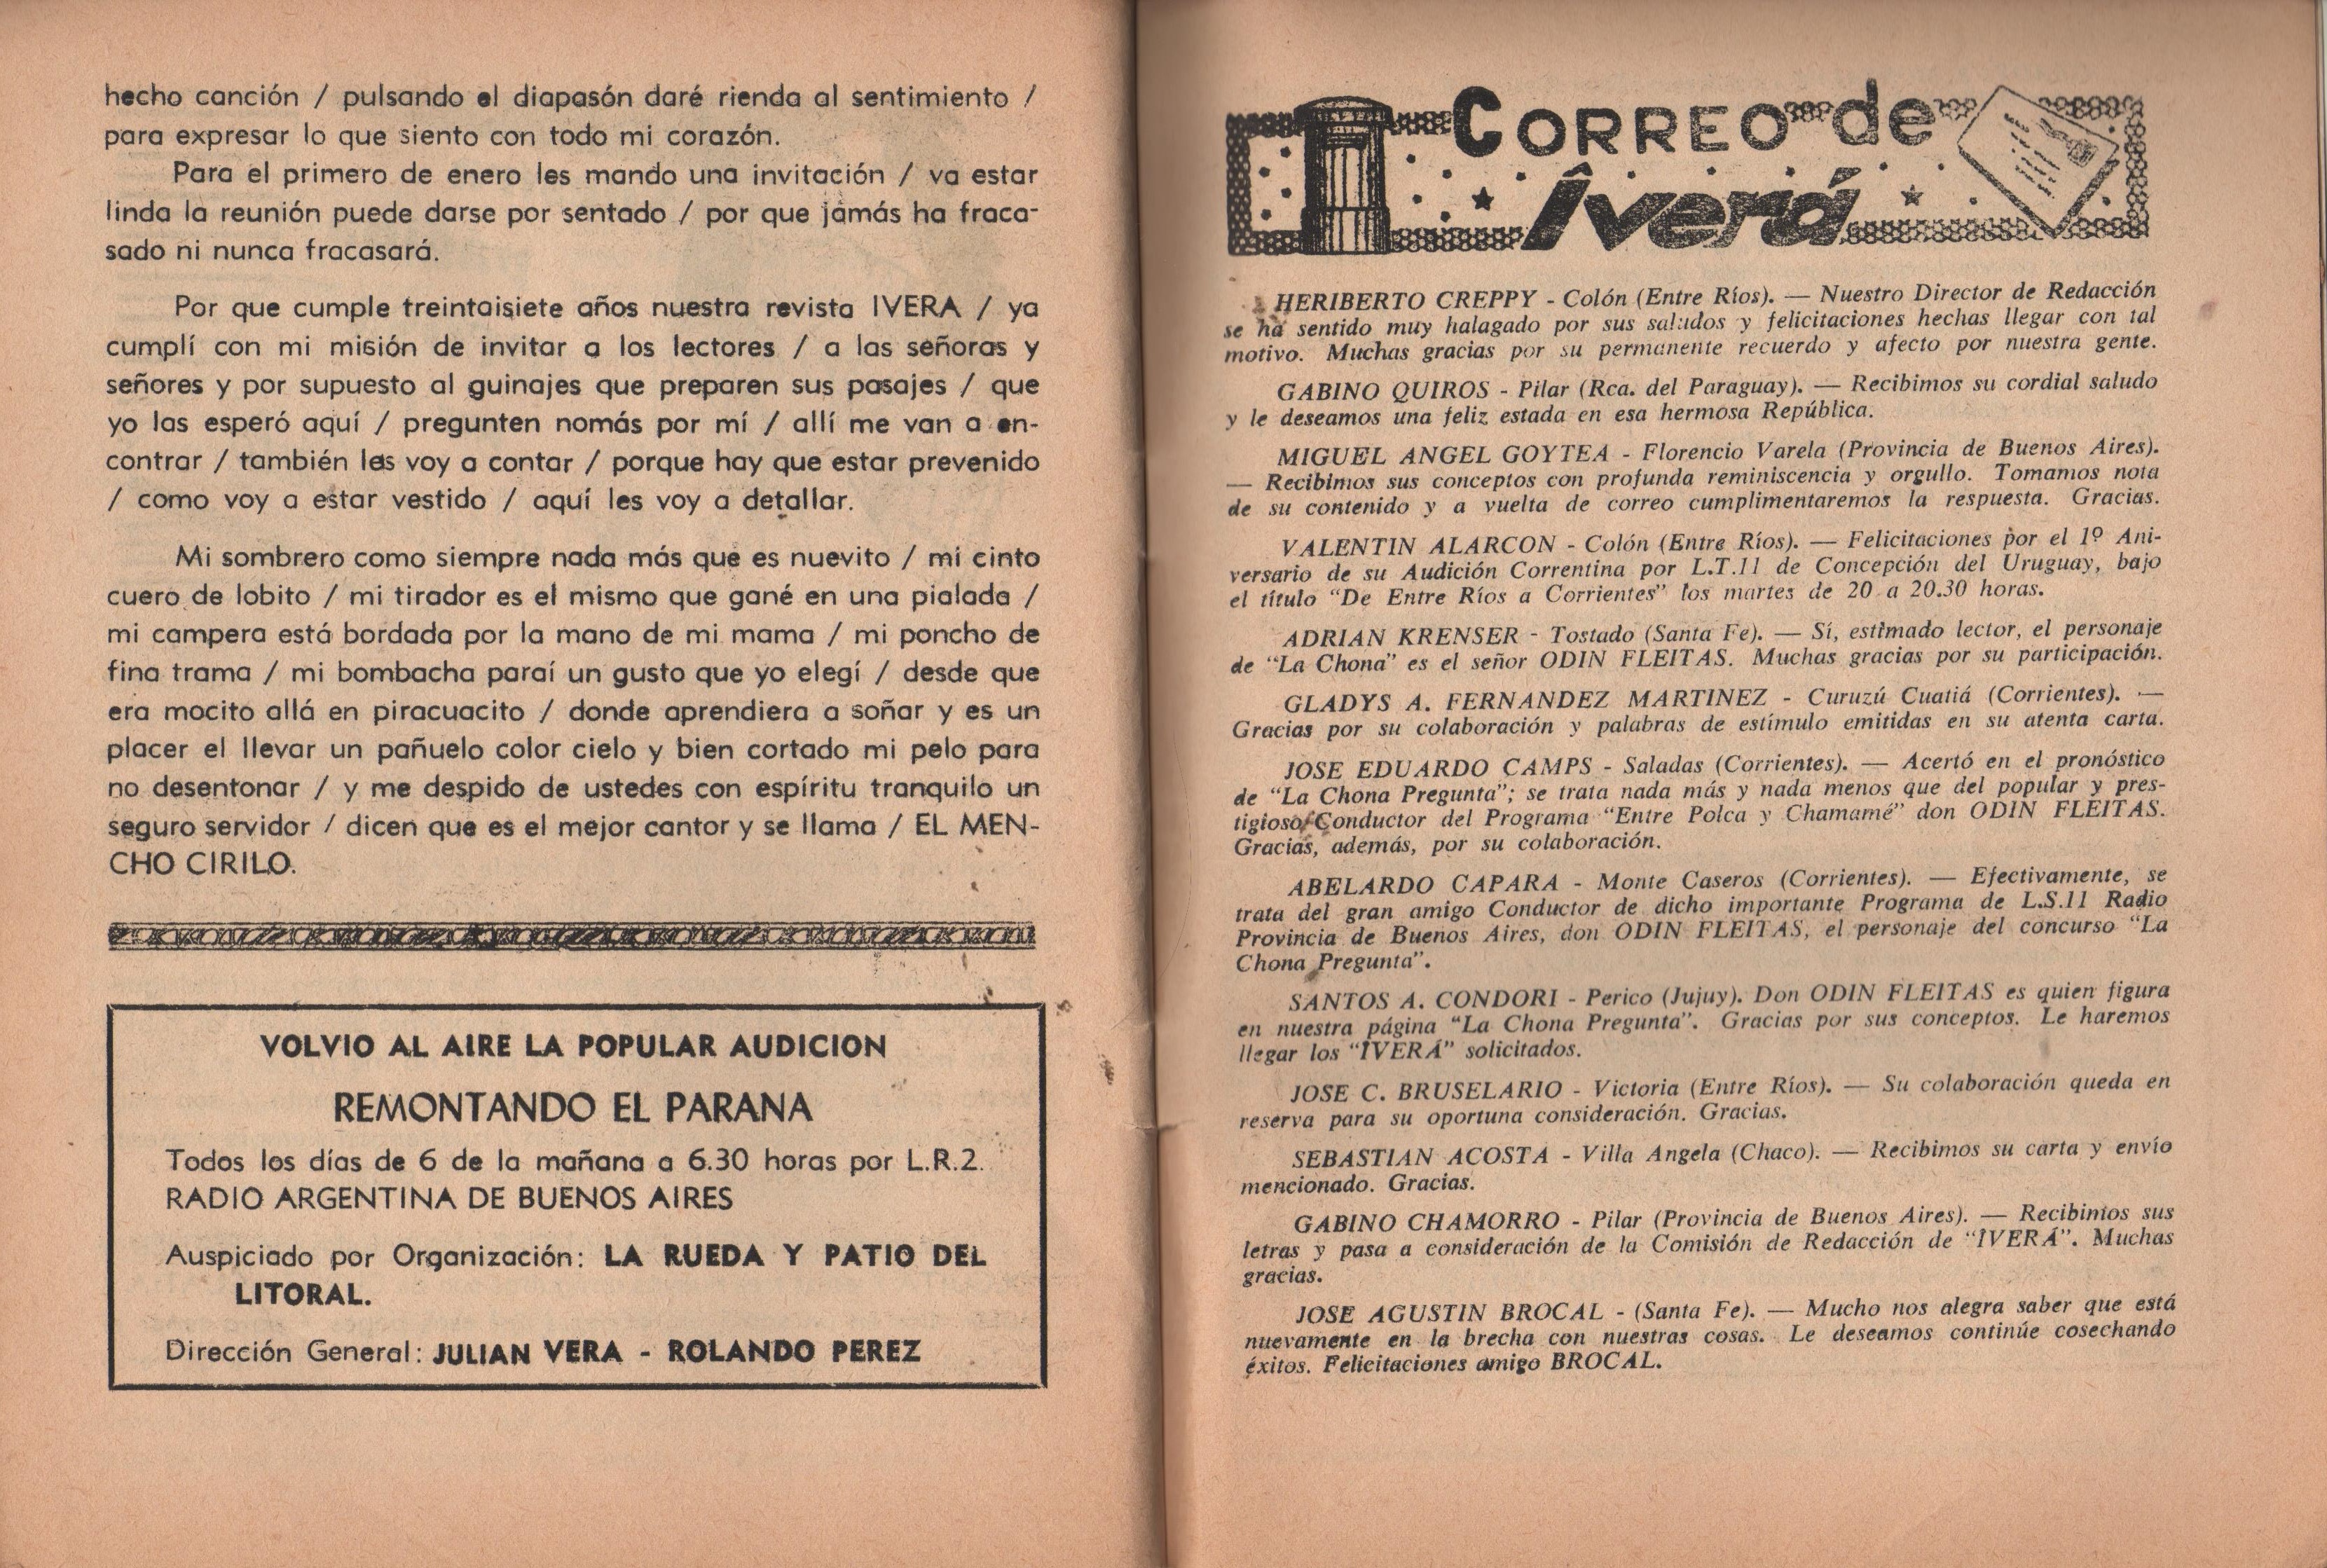 hecho canción / pulsando el diapasón daré rienda al sentimiento /
para expresar lo que siento con todo mi corazón.
Para el primero de enero les mando una invitación / va estar
linda la reunión puede darse por sentado / por que jámás ha fraca-
sado ni nunca fracasará.
Por que cumple treintaisiete años nuestra revista IVERA / ya
cumplí con mi misión de invitar a los lectores / a las señoras y
señores y por supuesto al guinajes que preparen sus pasajes / que
yo las esperó aquí / pregunten nomás por mí / allí me van a en-
contrar / también les voy a contar / porque hay que estar prevenido
/ como voy a estar vestido / aquí les voy a detallar.
Mi sombrero como siempre nada más que es nuevito / mi cinto
cuero de lobito / mi tirador es el mismo que gané en una pialada /
mi campera está bordada por la mano de mi mama / mi poncho de
fina trama / mi bombacha paraí un gusto que yo elegí / desde que
era mocito allá en piracuacito / donde aprendiera a soñar y es un
placer el llevar un pañuelo color cielo y bien cortado mi pelo para
no desentonar / y me despido de ustedes con espíritu tranquilo un
seguro servidor / dicen que es el mejor cantor y se llama / EL MEN-
CHO CIRILO.
VOLVIO AL AIRE LA POPULAR AUDICION
REMONTANDO EL PARANA
Todos los días de 6 de la mañana a 6.30 horas por L.R.2.
RADIO ARGENTINA DE BUENOS AIRES
Auspiciado por Organización: LA RUEDA Y PATIO DEL
LITORAL.
Dirección General: JULIAN VERA - ROLANDO PEREZ
CORREO de
Îverá
HERIBERTO CREPPY - Colón (Entre Ríos). — Nuestro Director de Redacción
se ha sentido muy halagado por sus saludos y felicitaciones hechas llegar con tal
motivo. Muchas gracias por su permanente recuerdo y afecto por nuestra gente.
GABINO QUIROS - Pilar (Rca. del Paraguay). — Recibimos su cordial saludo
y le deseamos una feliz estada en esa hermosa República.
MIGUEL ANGEL GOYTEA - Florencio Varela (Provincia de Buenos Aires).
— Recibimos sus conceptos con profunda reminiscencia y orgullo. Tomamos nota
de su contenido y a vuelta de correo cumplimentaremos la respuesta. Gracias.
VALENTIN ALARCON - Colón (Entre Ríos). — Felicitaciones por el 1º Ani-
versario de su Audición Correntina por L.T.11 de Concepción del Uruguay, bajo
el título "De Entre Ríos a Corrientes" los martes de 20 a 20.30 horas.
ADRIAN KRENSER - Tostado (Santa Fe). — Sí, estimado lector, el personaje
de "La Chona" es el señor ODIN FLEITAS. Muchas gracias por su participación.
GLADYS A. FERNANDEZ MARTINEZ - Curuzú Cuatiá (Corrientes). —
Gracias por su colaboración y palabras de estímulo emitidas en su atenta carta.
JOSE EDUARDO CAMPS - Saladas (Corrientes). — Acertó en el pronóstico
de "La Chona Pregunta"; se trata nada más y nada menos que del popular y pres-
tigioso Conductor del Programa "Entre Polca y Chamamé" don ODIN FLEITAS.
Gracias, además, por su colaboración.
ABELARDO CAPARA - Monte Caseros (Corrientes). — Efectivamente, se
trata del gran amigo Conductor de dicho importante Programa de L.S.11 Radio
Provincia de Buenos Aires, don ODIN FLEITAS, el personaje del concurso "La
Chona Pregunta".
SANTOS A. CONDORI - Perico (Jujuy). Don ODIN FLEITAS es quien figura
en nuestra página "La Chona Pregunta". Gracias por sus conceptos. Le haremos
llegar los "ÎVERÁ" solicitados.
JOSE C. BRUSELARIO - Victoria (Entre Ríos). — Su colaboración queda en
reserva para su oportuna consideración. Gracias.
SEBASTIAN ACOSTA - Villa Angela (Chaco). — Recibimos su carta y envío
mencionado. Gracias.
GABINO CHAMORRO - Pilar (Provincia de Buenos Aires). — Recibimos sus
letras y pasa a consideración de la Comisión de Redacción de "ÎVERÁ". Muchas
gracias.
JOSE AGUSTIN BROCAL - (Santa Fe). — Mucho nos alegra saber que está
nuevamente en la brecha con nuestras cosas. Le deseamos continúe cosechando
éxitos. Felicitaciones amigo BROCAL.